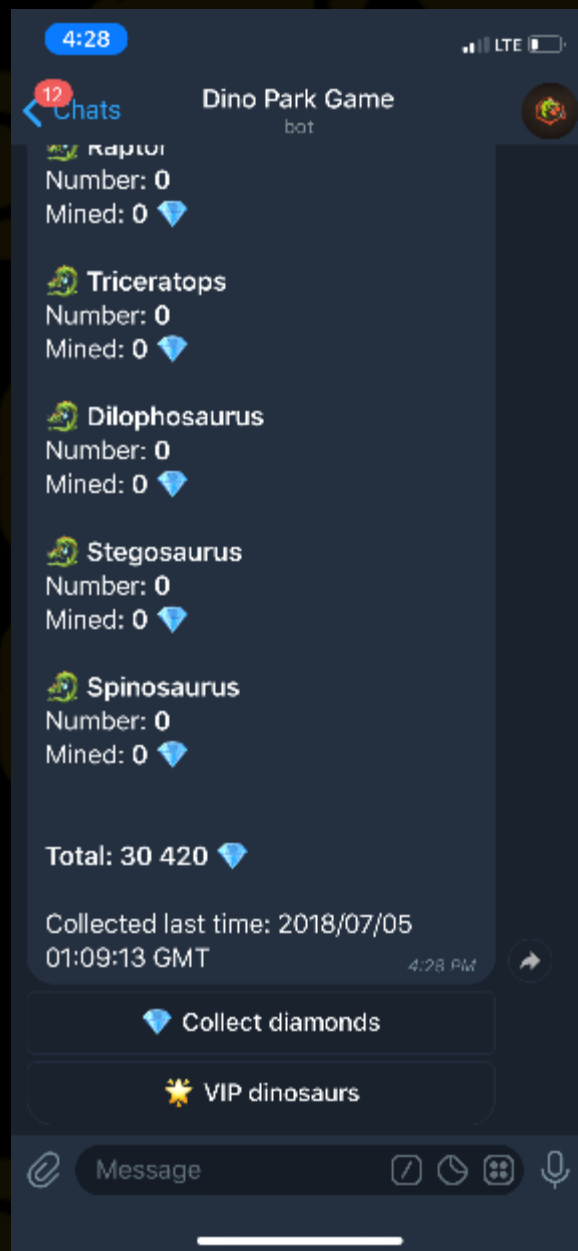 4:28
LTE
12
Chats
Dino Park Game
bot
Raptor
Number: 0
Mined: 0
Triceratops
Number: 0
Mined: 0
Dilophosaurus
Number: 0
Mined: 0
Stegosaurus
Number: 0
Mined: 0
Spinosaurus
Number: 0
Mined: 0
Total: 30 420
Collected last time: 2018/07/05
01:09:13 GMT
4:28 PM
Collect diamonds
VIP dinosaurs
Message